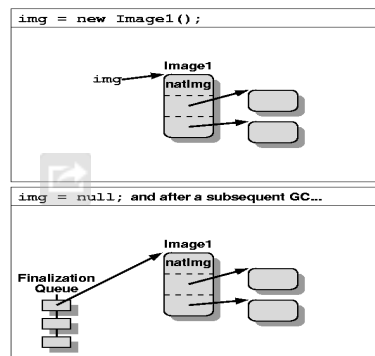 img = new Image1();
Image1
img
natImg
img = null; and after a subsequent GC...
Image1
natImg
Finalization
Queue